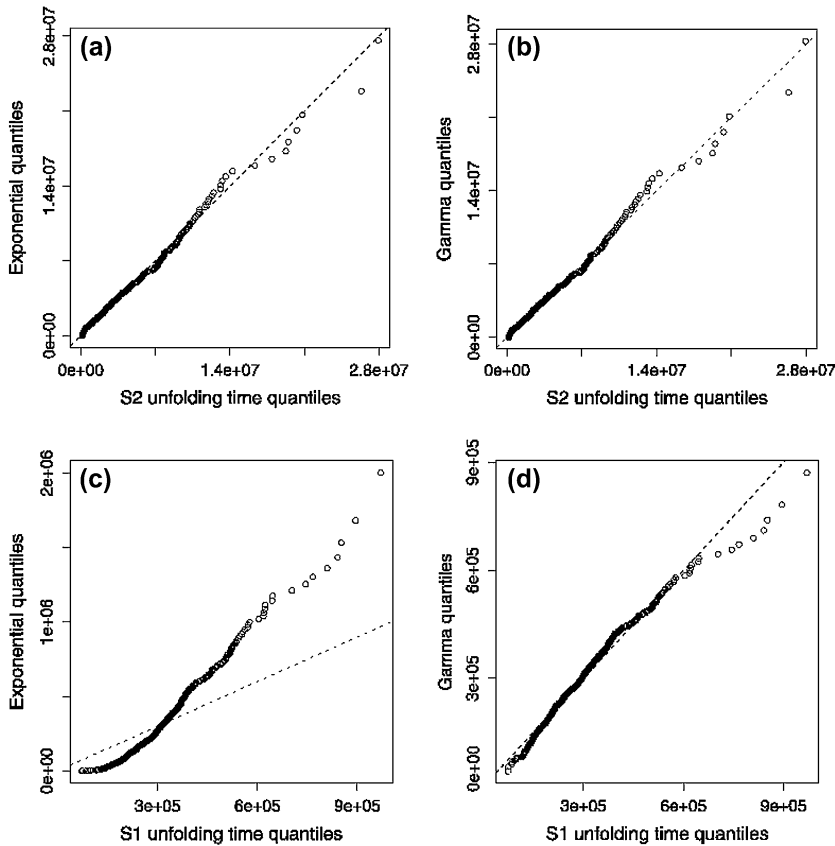 (a)
Exponential quantiles
2.8e+07
1.4e+07
0e+00
0e+00 1.4e+07 2.8e+07
S2 unfolding time quantiles
(b)
Gamma quantiles
2.8e+07
1.4e+07
0e+00
0e+00 1.4e+07 2.8e+07
S2 unfolding time quantiles
(c)
Exponential quantiles
2e+06
1e+06
0e+00
3e+05 6e+05 9e+05
S1 unfolding time quantiles
(d)
Gamma quantiles
9e+05
6e+05
3e+05
0e+00
3e+05 6e+05 9e+05
S1 unfolding time quantiles